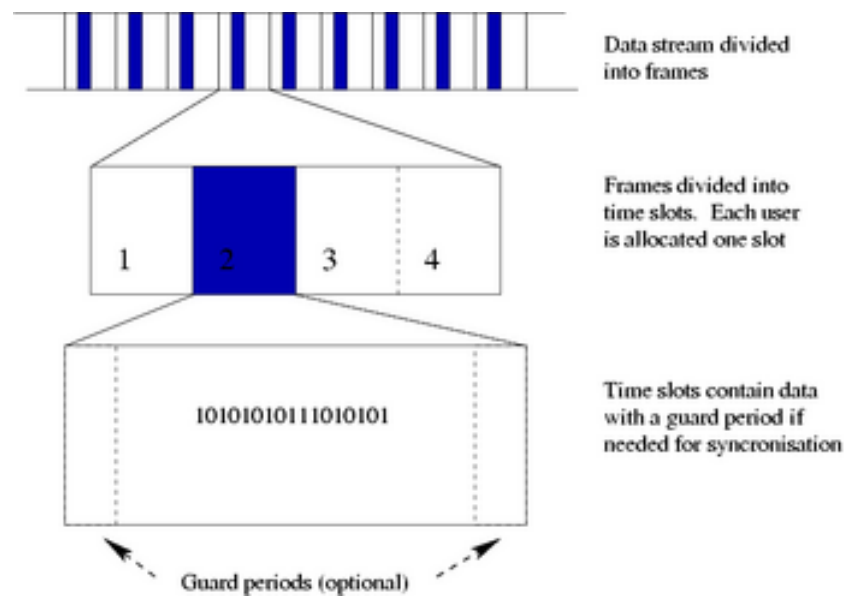 Data stream divided
into frames
Frames divided into
time slots. Each user
is allocated one slot
1 2 3 4
Time slots contain data
with a guard period if
needed for syncronisation
10101010111010101
Guard periods (optional)